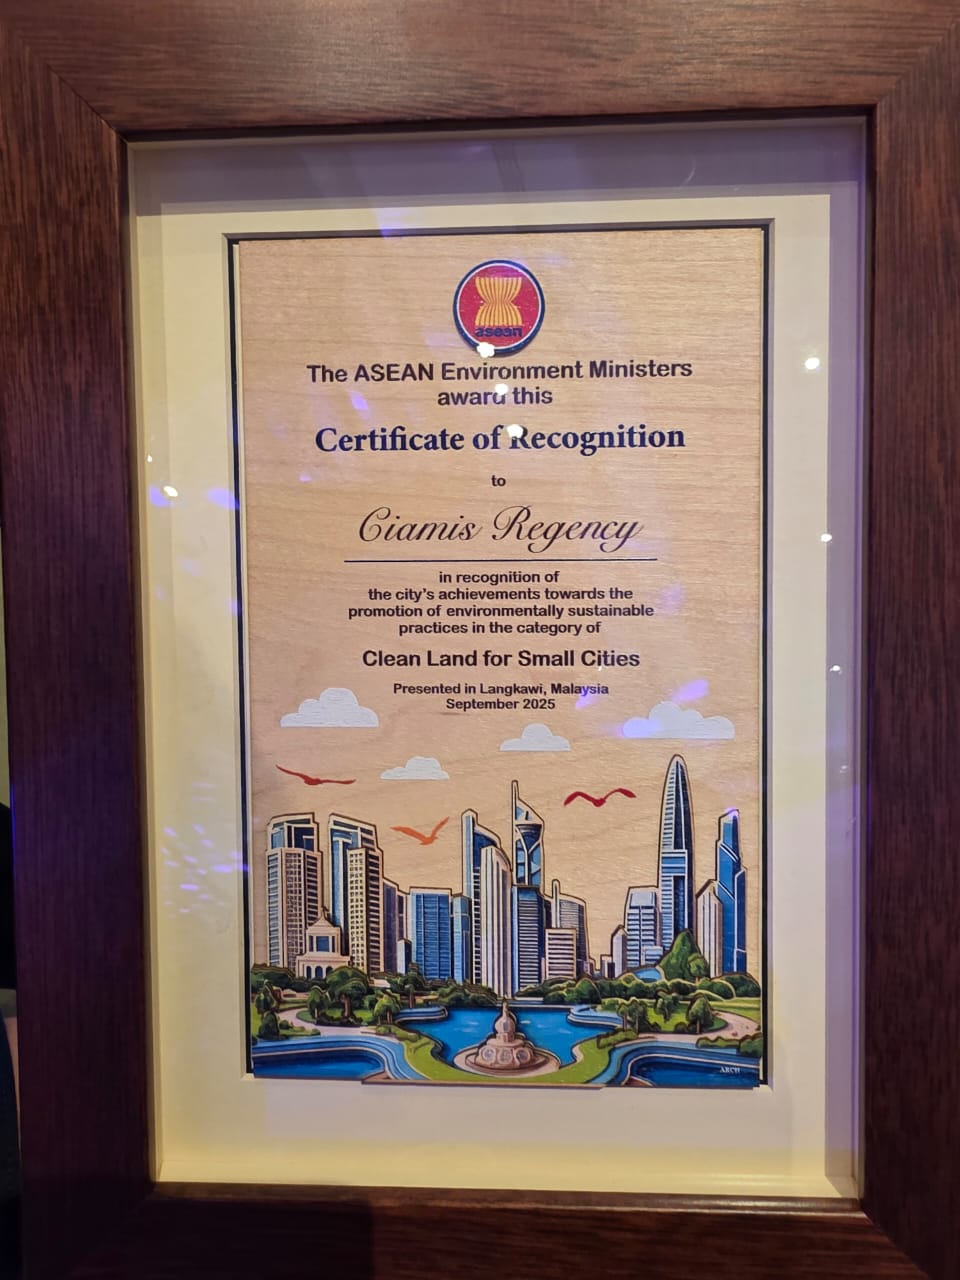 asean
The ASEAN Environment Ministers
award this
Certificate of Recognition
to
Ciamis Regency
in recognition of
the city's achievements towards the
promotion of environmentally sustainable
practices in the category of
Clean Land for Small Cities
Presented in Langkawi, Malaysia
September 2025
ARCH